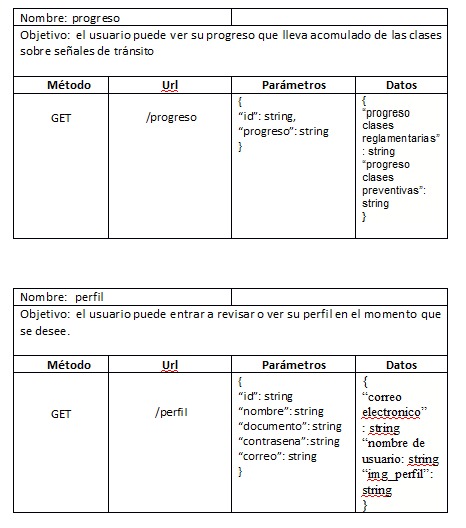 Nombre: progreso
Objetivo: el usuario puede ver su progreso que lleva acumulado de las clases
sobre señales de tránsito
Método Url Parámetros Datos
GET
/progreso
{
“id”: string,
“progreso”: string
}
{
“progreso
clases
reglamentarias”
: string
“progreso
clases
preventivas”:
string
}
Nombre: perfil
Objetivo: el usuario puede entrar a revisar o ver su perfil en el momento que
se desee.
Método Url Parámetros Datos
GET
/perfil
{
“id”: string
“nombre”: string
“documento”: string
“contrasena”: string
“correo”: string
}
{
“correo
electronico”
: string
“nombre de
usuario: string
“img_perfil”:
string
}